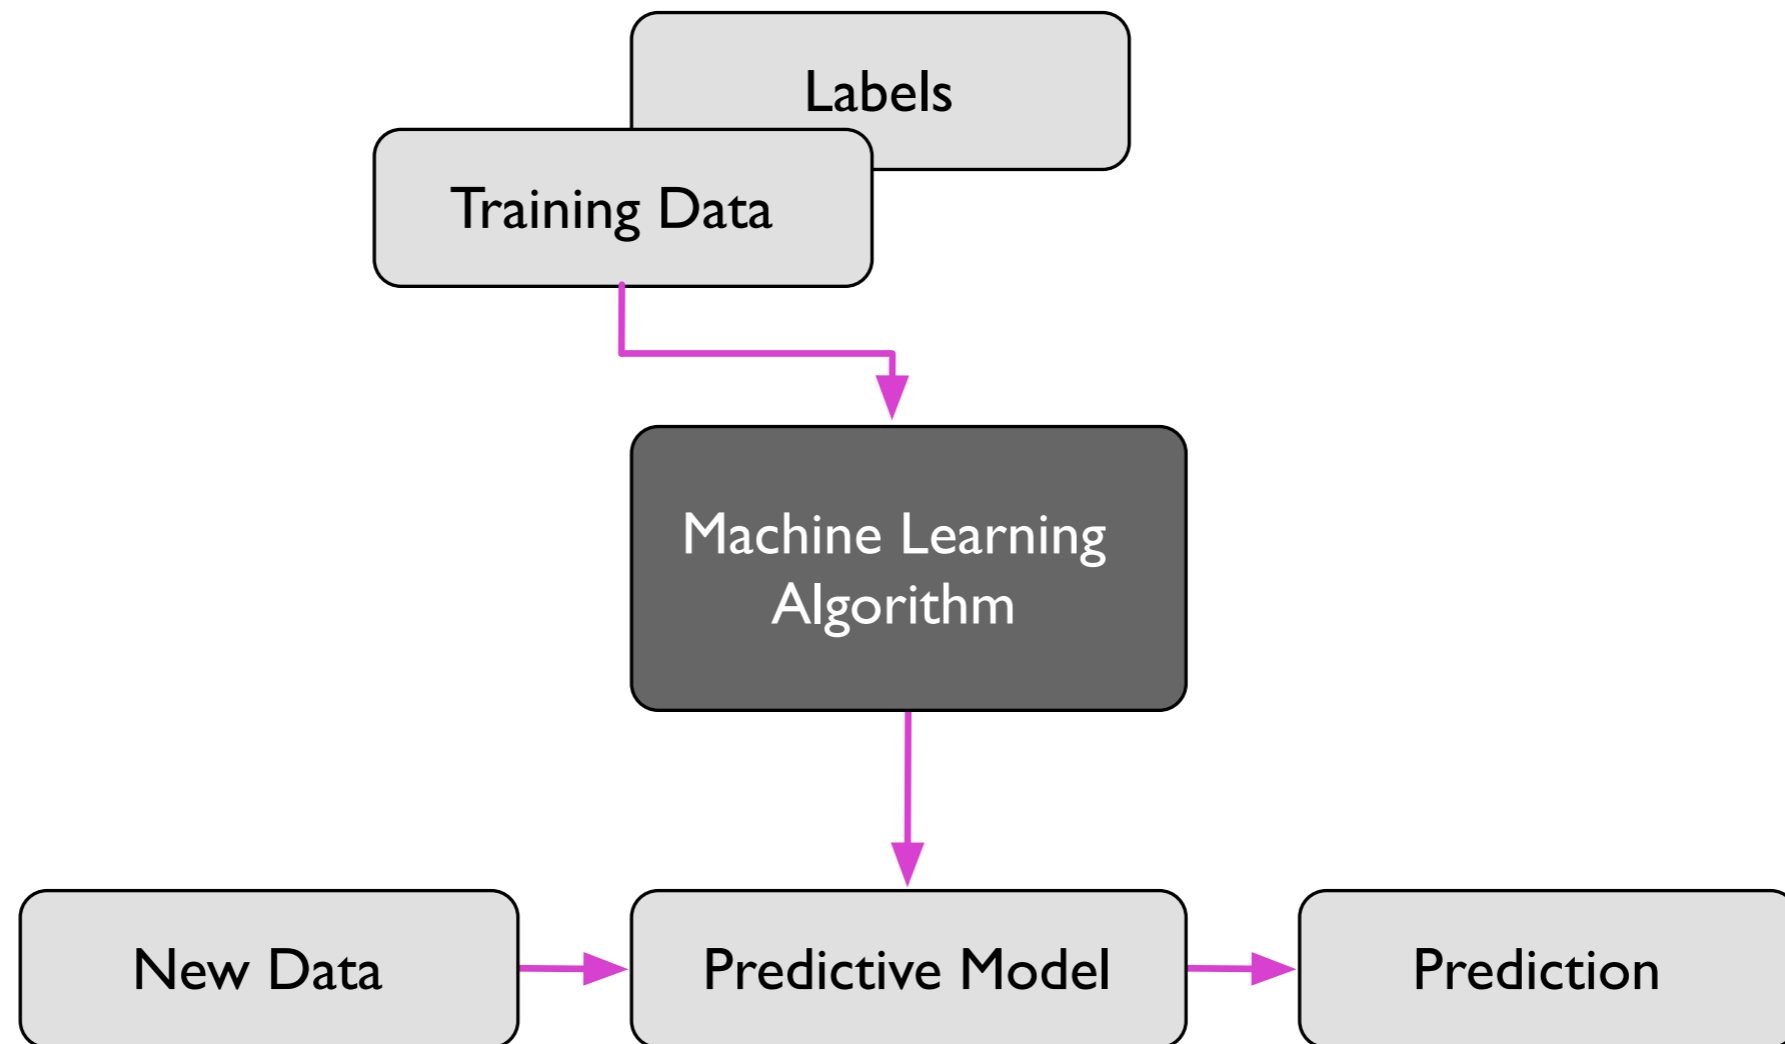 Labels
Training Data
Machine Learning
Algorithm
New Data
Predictive Model
Prediction